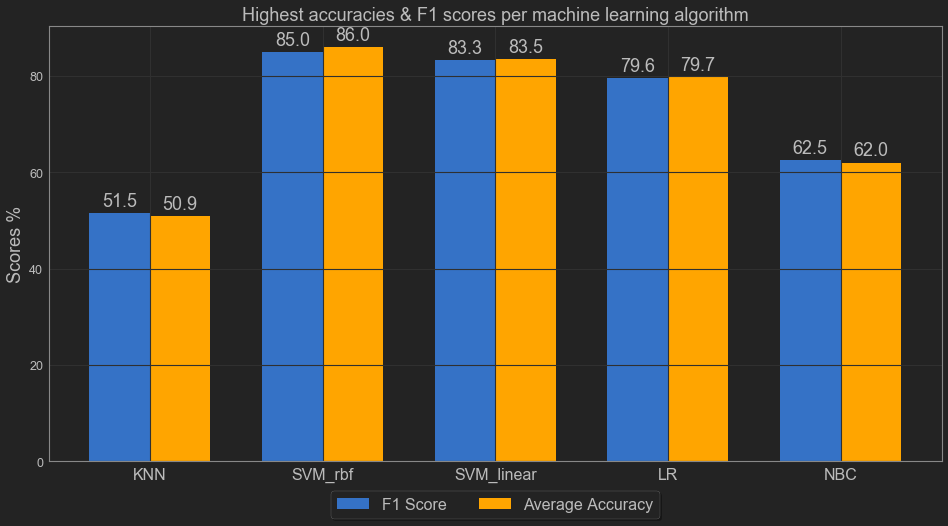 Highest accuracies & F1 scores per machine learning algorithm
Scores %
80
60
40
20
0
51.5
50.9
85.0
86.0
83.3
83.5
79.6
79.7
62.5
62.0
KNN
SVM_rbf
SVM_linear
LR
NBC
F1 Score
Average Accuracy